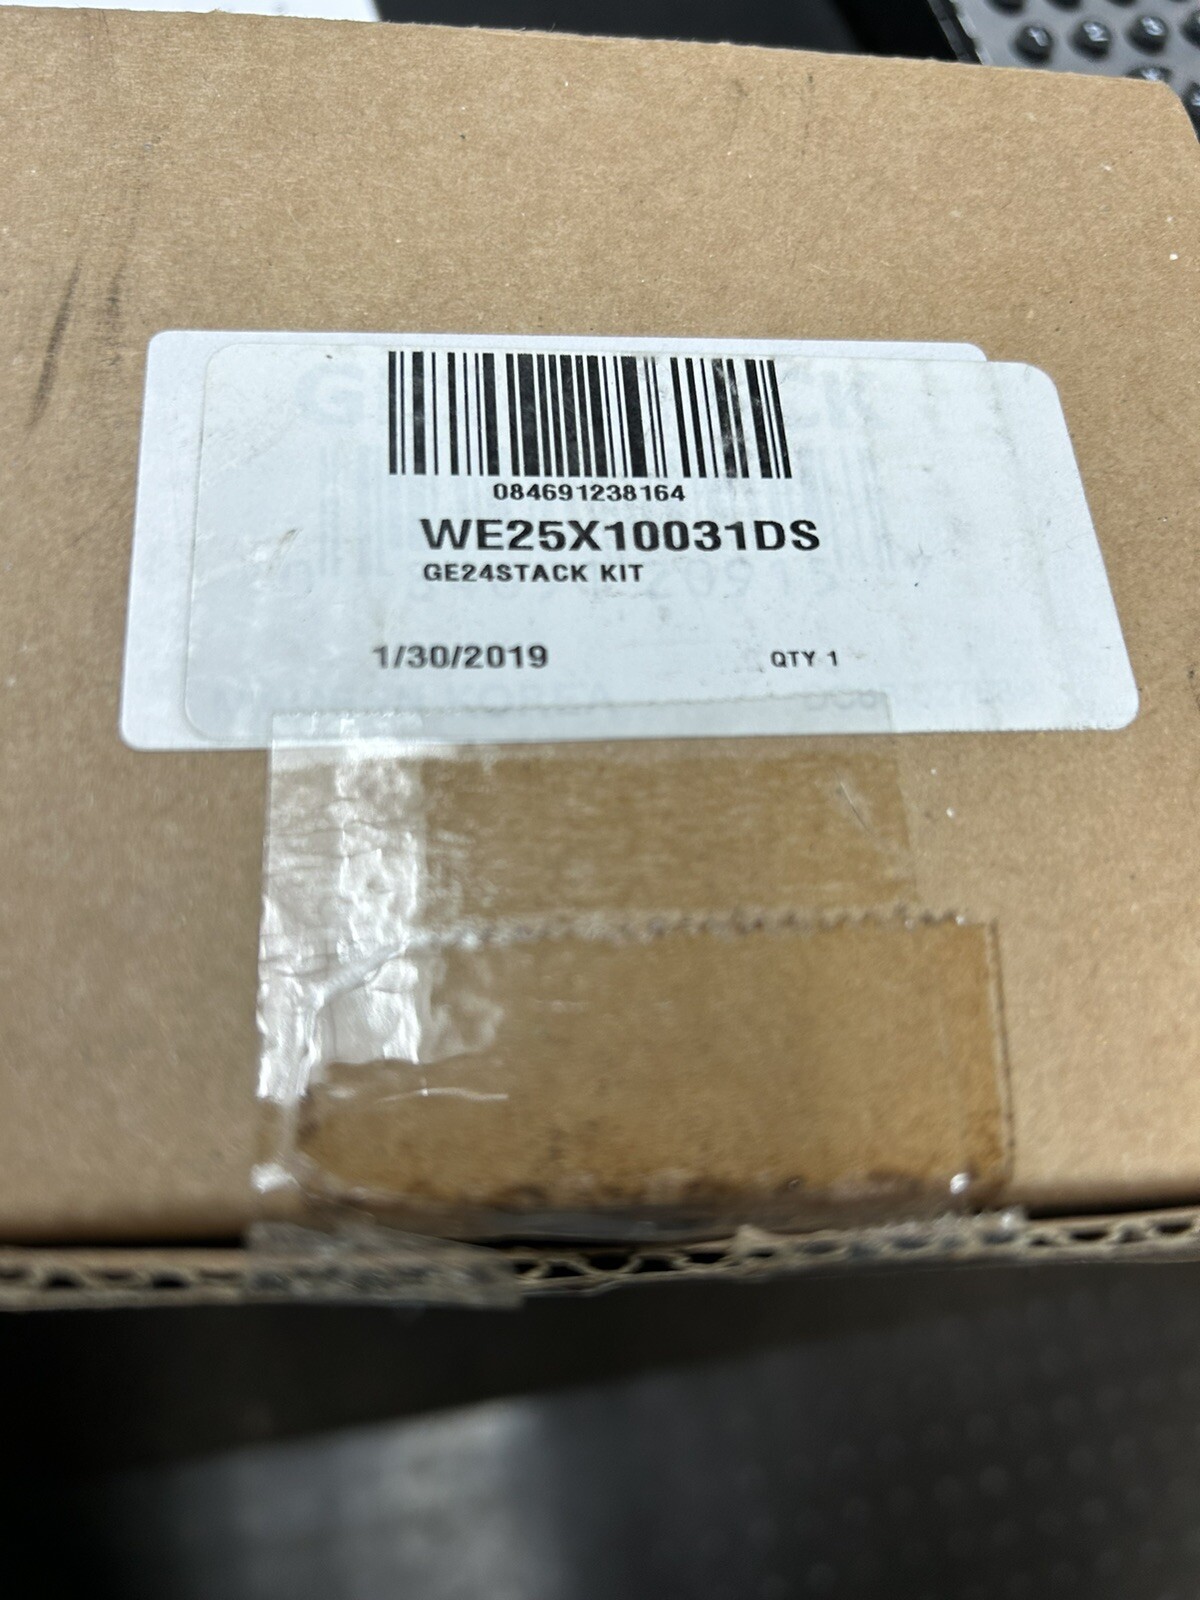 084691238164
WE25X10031DS
GE24STACK KIT
1/30/2019 QTY 1